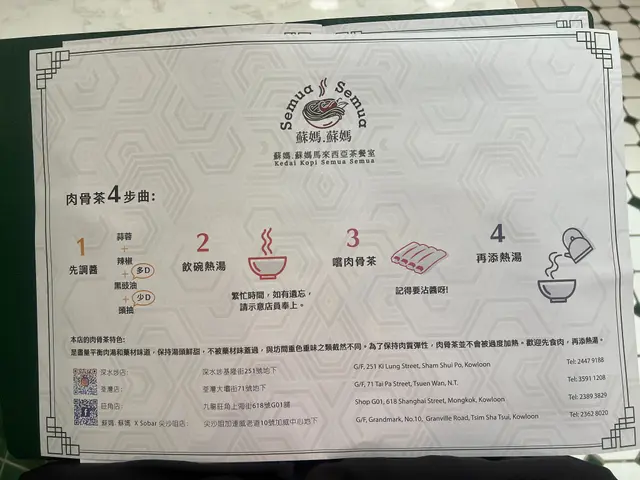 Semua Semua
蘇媽.蘇媽
蘇媽.蘇媽馬來西亞茶餐室
Kedai Kopi Semua Semua
肉骨茶4步曲:
1
先調醬
蒜蓉
+
辣椒
+ 多D
黑豉油
+ 少D
頭抽
2
飲碗熱湯
繁忙時間，如有遺忘，
請示意店員奉上。
3
嚐肉骨茶
記得要沾醬呀!
4
再添熱湯
本店的肉骨茶特色:
是盡量平衡肉湯和藥材味道，保持湯頭鮮甜，不被藥材味蓋過，與坊間重色重味之類截然不同。為了保持肉質彈性，肉骨茶並不會被過度加熱。歡迎先食肉，再添熱湯。
深水埗店: 深水埗基隆街251號地下 G/F, 251 Ki Lung Street, Sham Shui Po, Kowloon Tel: 2447 9188
荃灣店: 荃灣大壩街71號地下 G/F, 71 Tai Pa Street, Tsuen Wan, N.T. Tel: 3591 1208
旺角店: 九龍旺角上海街618號G01舖 Shop G01, 618 Shanghai Street, Mongkok, Kowloon Tel: 2389 3829
蘇媽.蘇媽 X Sobar 尖沙咀店: 尖沙咀加連威老道10號加威中心地下 G/F, Grandmark, No.10, Granville Road, Tsim Sha Tsui, Kowloon Tel: 2362 8020